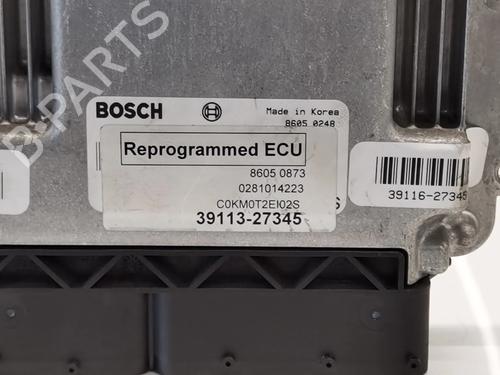 BOSCH
Made in Korea
8605 0248
Reprogrammed ECU
8605 0873
0281014223
C0KM0T2EI02S
S
39113-27345
39116-27345
B-PARTS